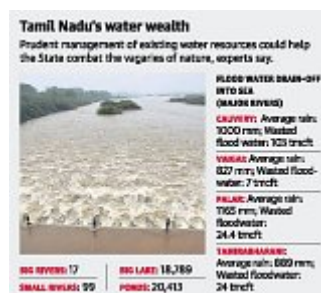 Tamil Nadu's water wealth
Prudent management of existing water resources could help
the State combat the vagaries of nature, experts say.
FLOOD WATER DRAIN-OFF
INTO SEA
(MAJOR RIVERS)
CAUVERY: Average rain:
1000 mm; Wasted
flood water: 103 tmcft
VAIGAI: Average rain:
827 mm; Wasted flood-
water: 7 tmcft
PALAR: Average rain:
1165 mm, Wasted
floodwater:
24.4 tmcft
TAMRABHARANI:
Average rain: 889 mm;
Wasted floodwater:
24 tmcft
BIG RIVERS: 17
SMALL RIVERS: 99
BIG LAKE: 18,789
PONDS: 20,413